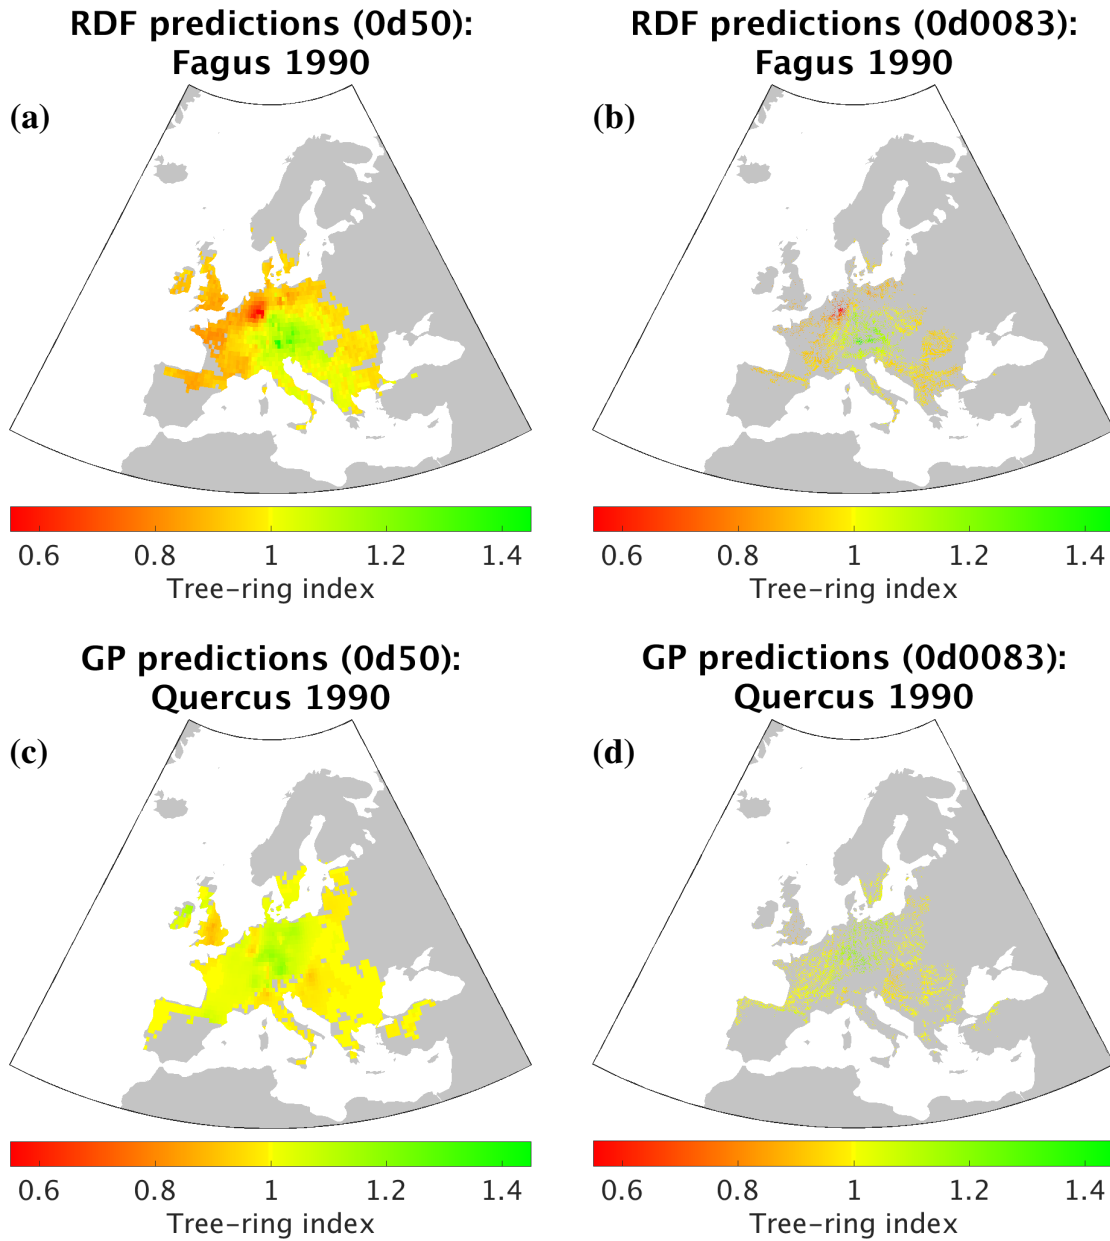 RDF predictions (0d50):
Fagus 1990
(a)
0.6 0.8 1 1.2 1.4
Tree-ring index
RDF predictions (0d0083):
Fagus 1990
(b)
0.6 0.8 1 1.2 1.4
Tree-ring index
GP predictions (0d50):
Quercus 1990
(c)
0.6 0.8 1 1.2 1.4
Tree-ring index
GP predictions (0d0083):
Quercus 1990
(d)
0.6 0.8 1 1.2 1.4
Tree-ring index